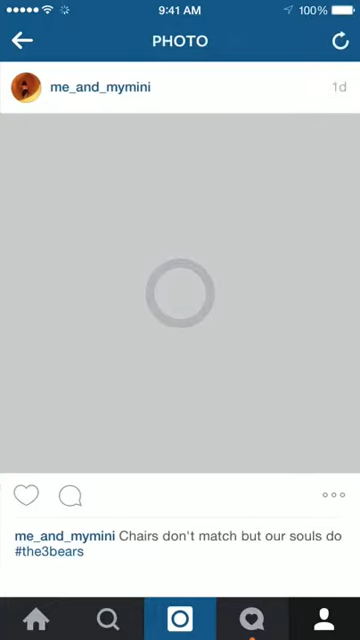 9:41 AM 100%
PHOTO
me_and_mymini 1d
me_and_mymini Chairs don't match but our souls do
#the3bears